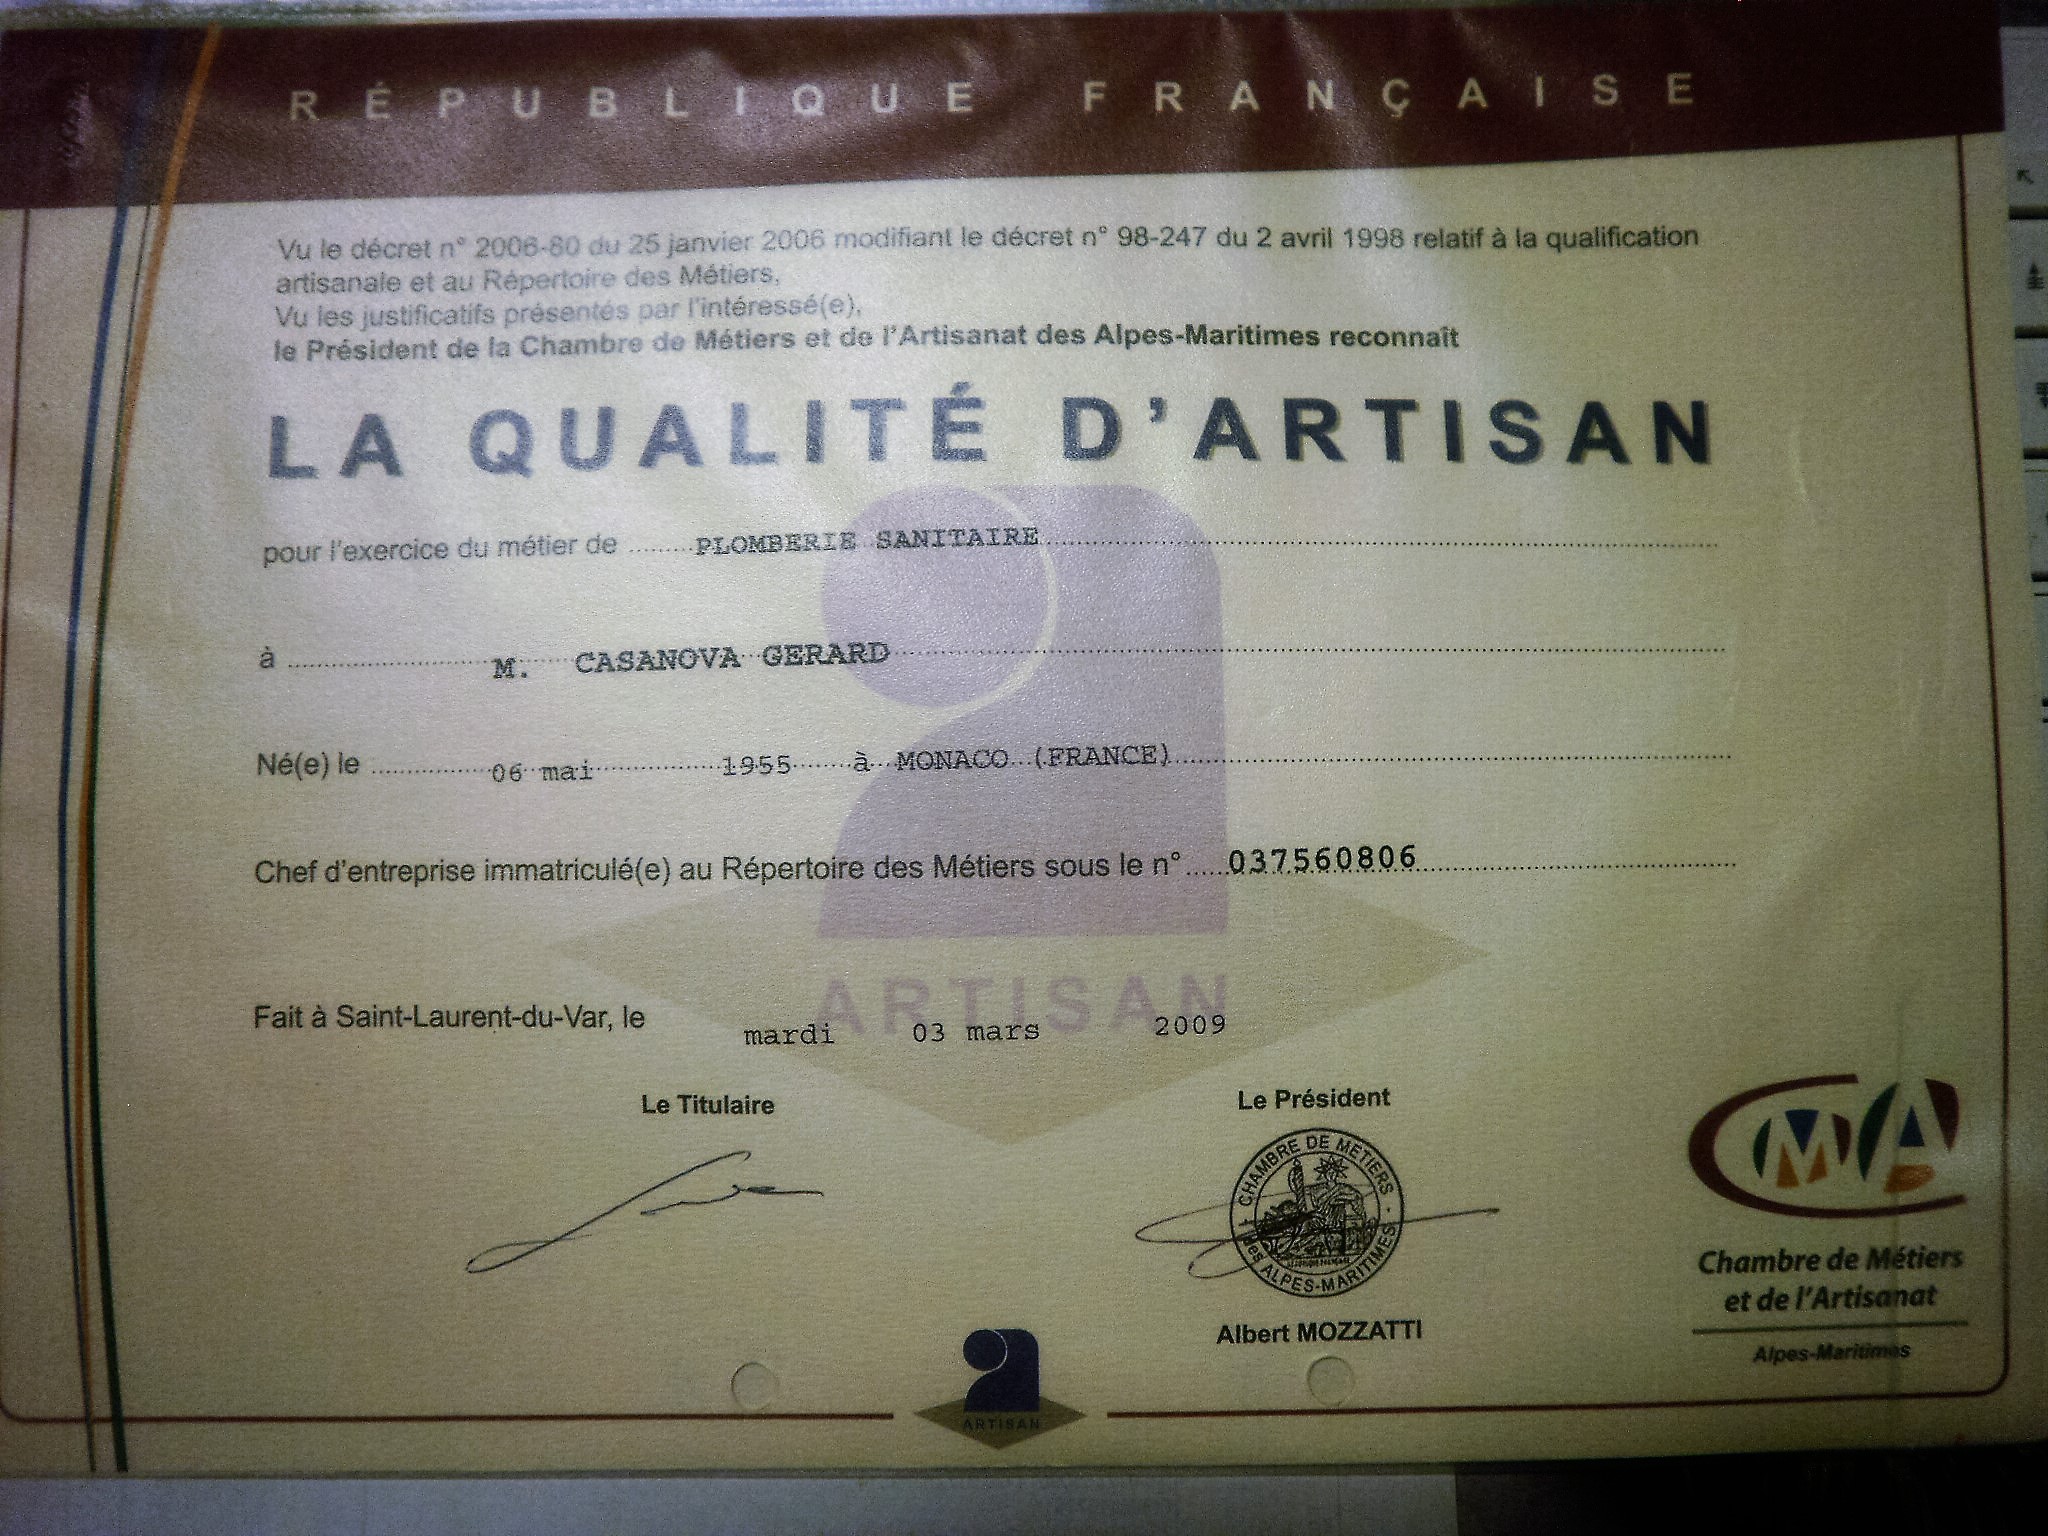 RÉPUBLIQUE FRANÇAISE
Vu le décret n° 2006-80 du 25 janvier 2006 modifiant le décret n° 98-247 du 2 avril 1998 relatif à la qualification
artisanale et au Répertoire des Métiers,
Vu les justificatifs présentés par l'intéressé(e),
le Président de la Chambre de Métiers et de l'Artisanat des Alpes-Maritimes reconnaît
LA QUALITÉ D'ARTISAN
pour l'exercice du métier de ........ PLOMBERIE SANITAIRE
à ........ M. CASANOVA GERARD
Né(e) le ........ 06 mai 1955 à MONACO (FRANCE)
Chef d'entreprise immatriculé(e) au Répertoire des Métiers sous le n° ..... 037560806
ARTISAN
Fait à Saint-Laurent-du-Var, le mardi 03 mars 2009
Le Titulaire
Le Président
CHAMBRE DE METIERS
des ALPES-MARITIMES
Albert MOZZATTI
CMA
Chambre de Métiers
et de l'Artisanat
Alpes-Maritimes
ARTISAN